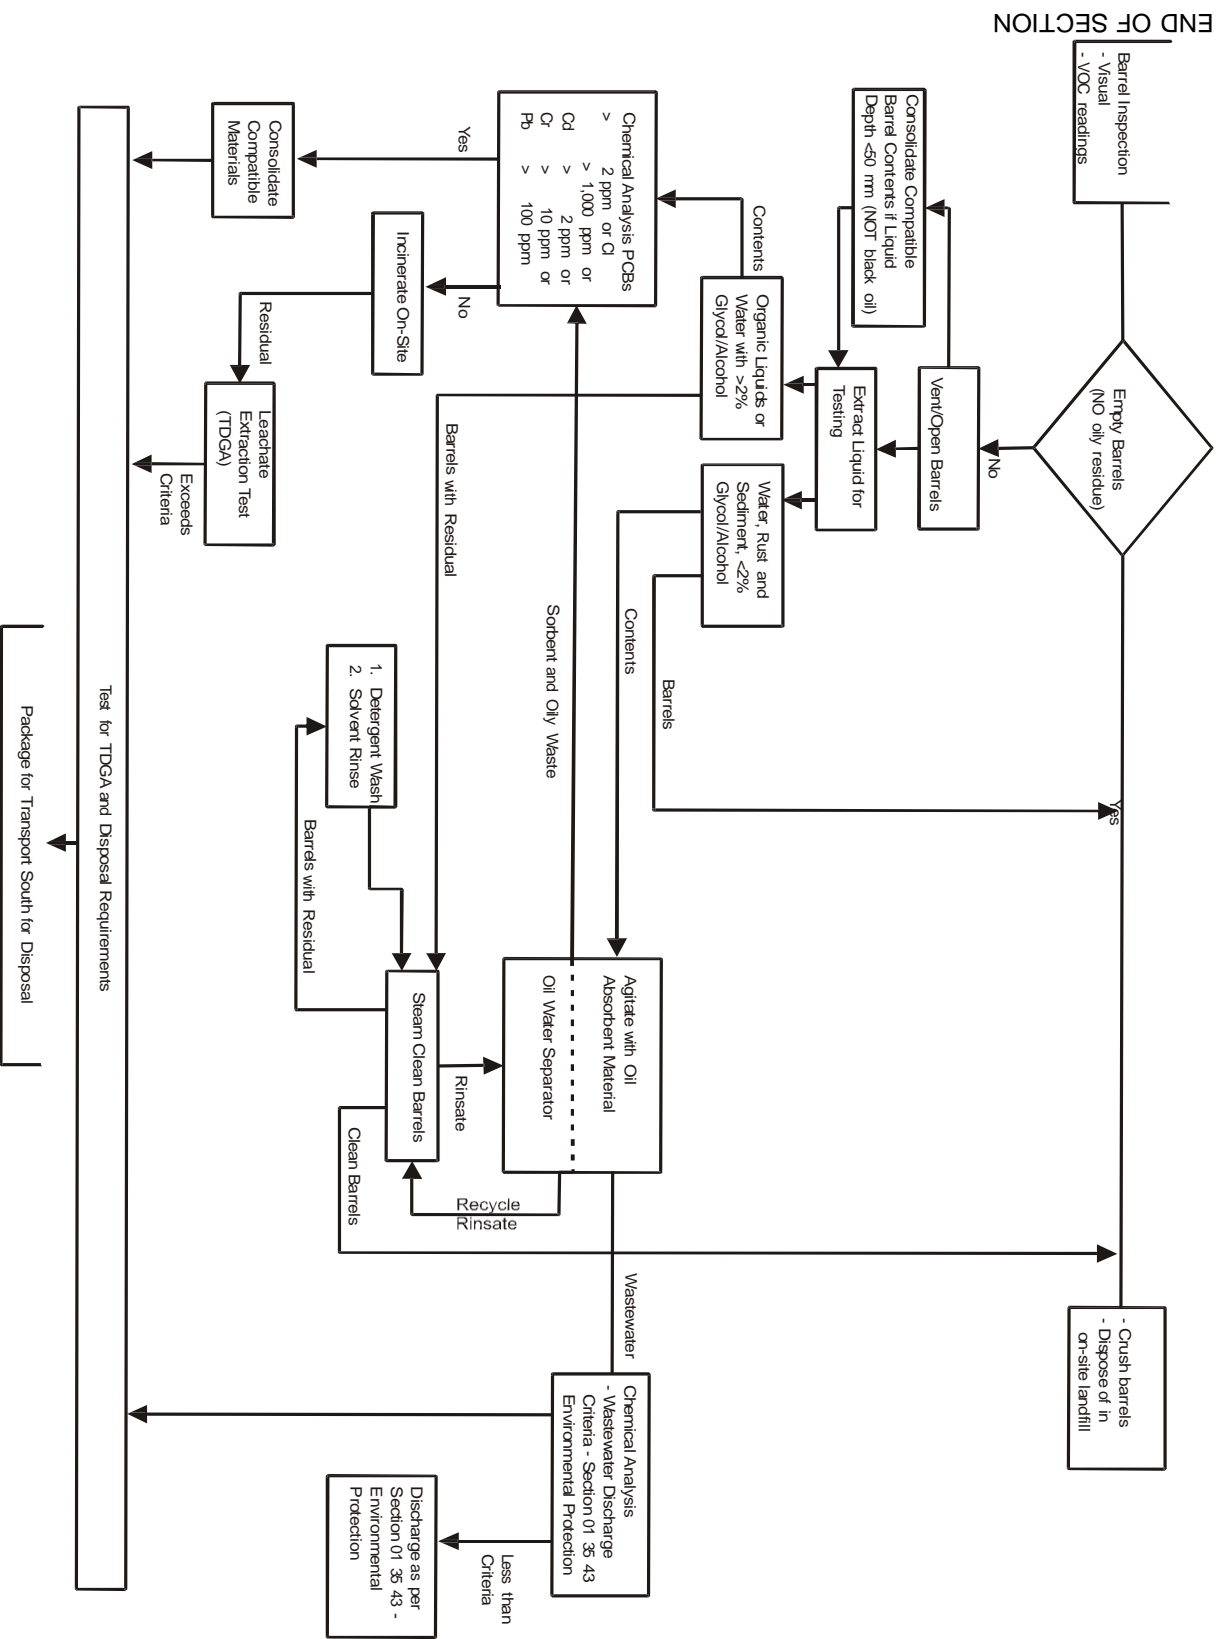 END OF SECTION
Barrel Inspection
- Visual
- VOC readings
Empty Barrels
(NO oily residue)
Yes
- Crush barrels
- Dispose of in
on-site landfill
No
Vent/Open Barrels
Consolidate Compatible
Barrel Contents if Liquid
Depth <50 mm (NOT black oil)
Extract Liquid for
Testing
Organic Liquids or
Water with >2%
Glycol/Alcohol
Water, Rust and
Sediment, <2%
Glycol/Alcohol
Contents
Contents
Barrels
Chemical Analysis PCBs
> 2 ppm or Cl
> 1,000 ppm or
Cd > 2 ppm or
Cr > 10 ppm or
Pb > 100 ppm
Sorbent and Oily Waste
Agitate with Oil
Absorbent Material
Oil Water Separator
Wastewater
Chemical Analysis
- Wastewater Discharge
Criteria - Section 01 35 43
Environmental Protection
Yes
No
Barrels with Residual
Rinsate
Recycle
Rinsate
Less than
Criteria
Incinerate On-Site
Steam Clean Barrels
Clean Barrels
1. Detergent Wash
2. Solvent Rinse
Barrels with Residual
Discharge as per
Section 01 35 43 -
Environmental
Protection
Consolidate
Compatible
Materials
Residual
Leachate
Extraction Test
(TDGA)
Exceeds
Criteria
Test for TDGA and Disposal Requirements
Package for Transport South for Disposal